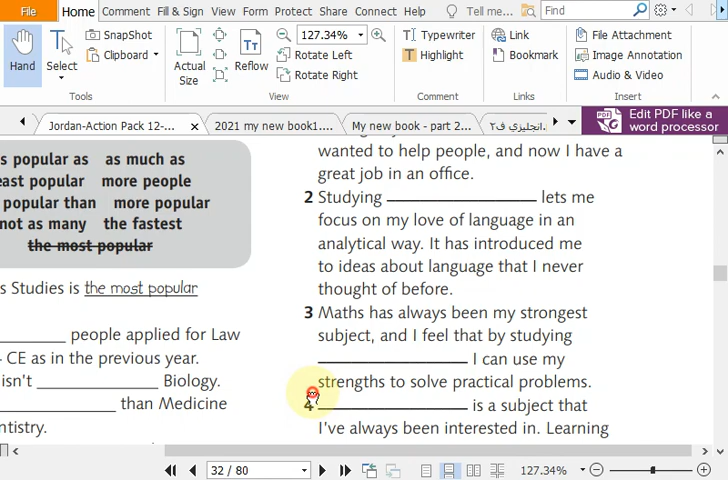 File Home Comment Fill & Sign View Form Protect Share Connect Help Tell me... Find
Hand
Select
SnapShot
Clipboard
Actual Size
Reflow
127.34%
Rotate Left
Rotate Right
Typewriter
Highlight
Link
Bookmark
File Attachment
Image Annotation
Audio & Video
Tools View Comment Links Insert
Jordan-Action Pack 12-... 2021 my new book1.... My new book - part 2... انجليزي ف٢. Edit PDF like a word processor
s popular as as much as
east popular more people
popular than more popular
not as many the fastest
the most popular
s Studies is the most popular
people applied for Law
CE as in the previous year.
isn't Biology.
than Medicine
ntistry.
wanted to help people, and now I have a
great job in an office.
2 Studying lets me
focus on my love of language in an
analytical way. It has introduced me
to ideas about language that I never
thought of before.
3 Maths has always been my strongest
subject, and I feel that by studying
I can use my
strengths to solve practical problems.
4 is a subject that
I've always been interested in. Learning
32 / 80 127.34%